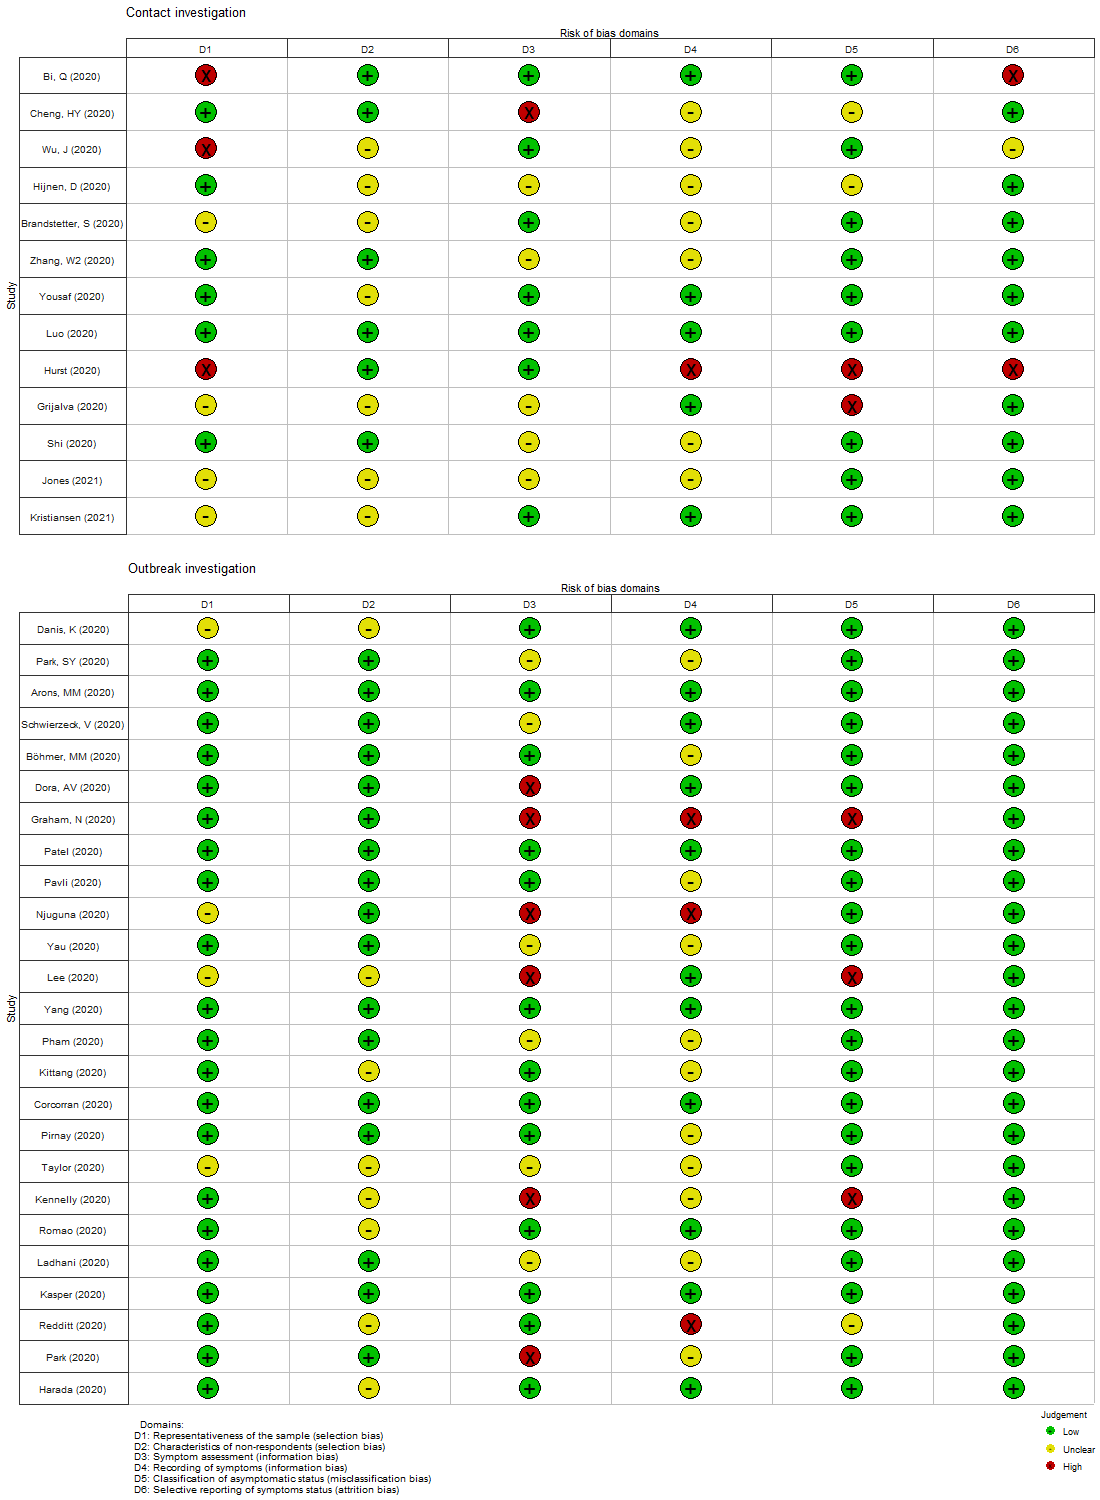 Contact investigation
Risk of bias domains
D1 D2 D3 D4 D5 D6
Study
Bi, Q (2020) X + + + + X
Cheng, HY (2020) + + X - - +
Wu, J (2020) X - + - + -
Hijnen, D (2020) + - - - - +
Brandstetter, S (2020) - - + - + +
Zhang, W2 (2020) + + - - + +
Yousaf (2020) + - + + + +
Luo (2020) + + + + + +
Hurst (2020) X + + X X X
Grijalva (2020) - - - + X +
Shi (2020) + + - - + +
Jones (2021) - - - - + +
Kristiansen (2021) - - + + + +
Outbreak investigation
Risk of bias domains
D1 D2 D3 D4 D5 D6
Study
Danis, K (2020) - - + + + +
Park, SY (2020) + + - - + +
Arons, MM (2020) + + + + + +
Schwierzeck, V (2020) + + - + + +
Böhmer, MM (2020) + + + - + +
Dora, AV (2020) + + X + + +
Graham, N (2020) + + X X X +
Patel (2020) + + + + + +
Pavli (2020) + + + - + +
Njuguna (2020) - + X X + +
Yau (2020) + + - - + +
Lee (2020) - - X + X +
Yang (2020) + + + + + +
Pham (2020) + + - - + +
Kittang (2020) + - + - + +
Corcorran (2020) + + + + + +
Pirnay (2020) + + + - + +
Taylor (2020) - - - - + +
Kennelly (2020) + - X - X +
Romao (2020) + - + + + +
Ladhani (2020) + + - - + +
Kasper (2020) + + + + + +
Redditt (2020) + - + X - +
Park (2020) + + X - + +
Harada (2020) + - + + + +
Domains:
D1: Representativeness of the sample (selection bias)
D2: Characteristics of non-respondents (selection bias)
D3: Symptom assessment (information bias)
D4: Recording of symptoms (information bias)
D5: Classification of asymptomatic status (misclassification bias)
D6: Selective reporting of symptoms status (attrition bias)
Judgement
Low
Unclear
High